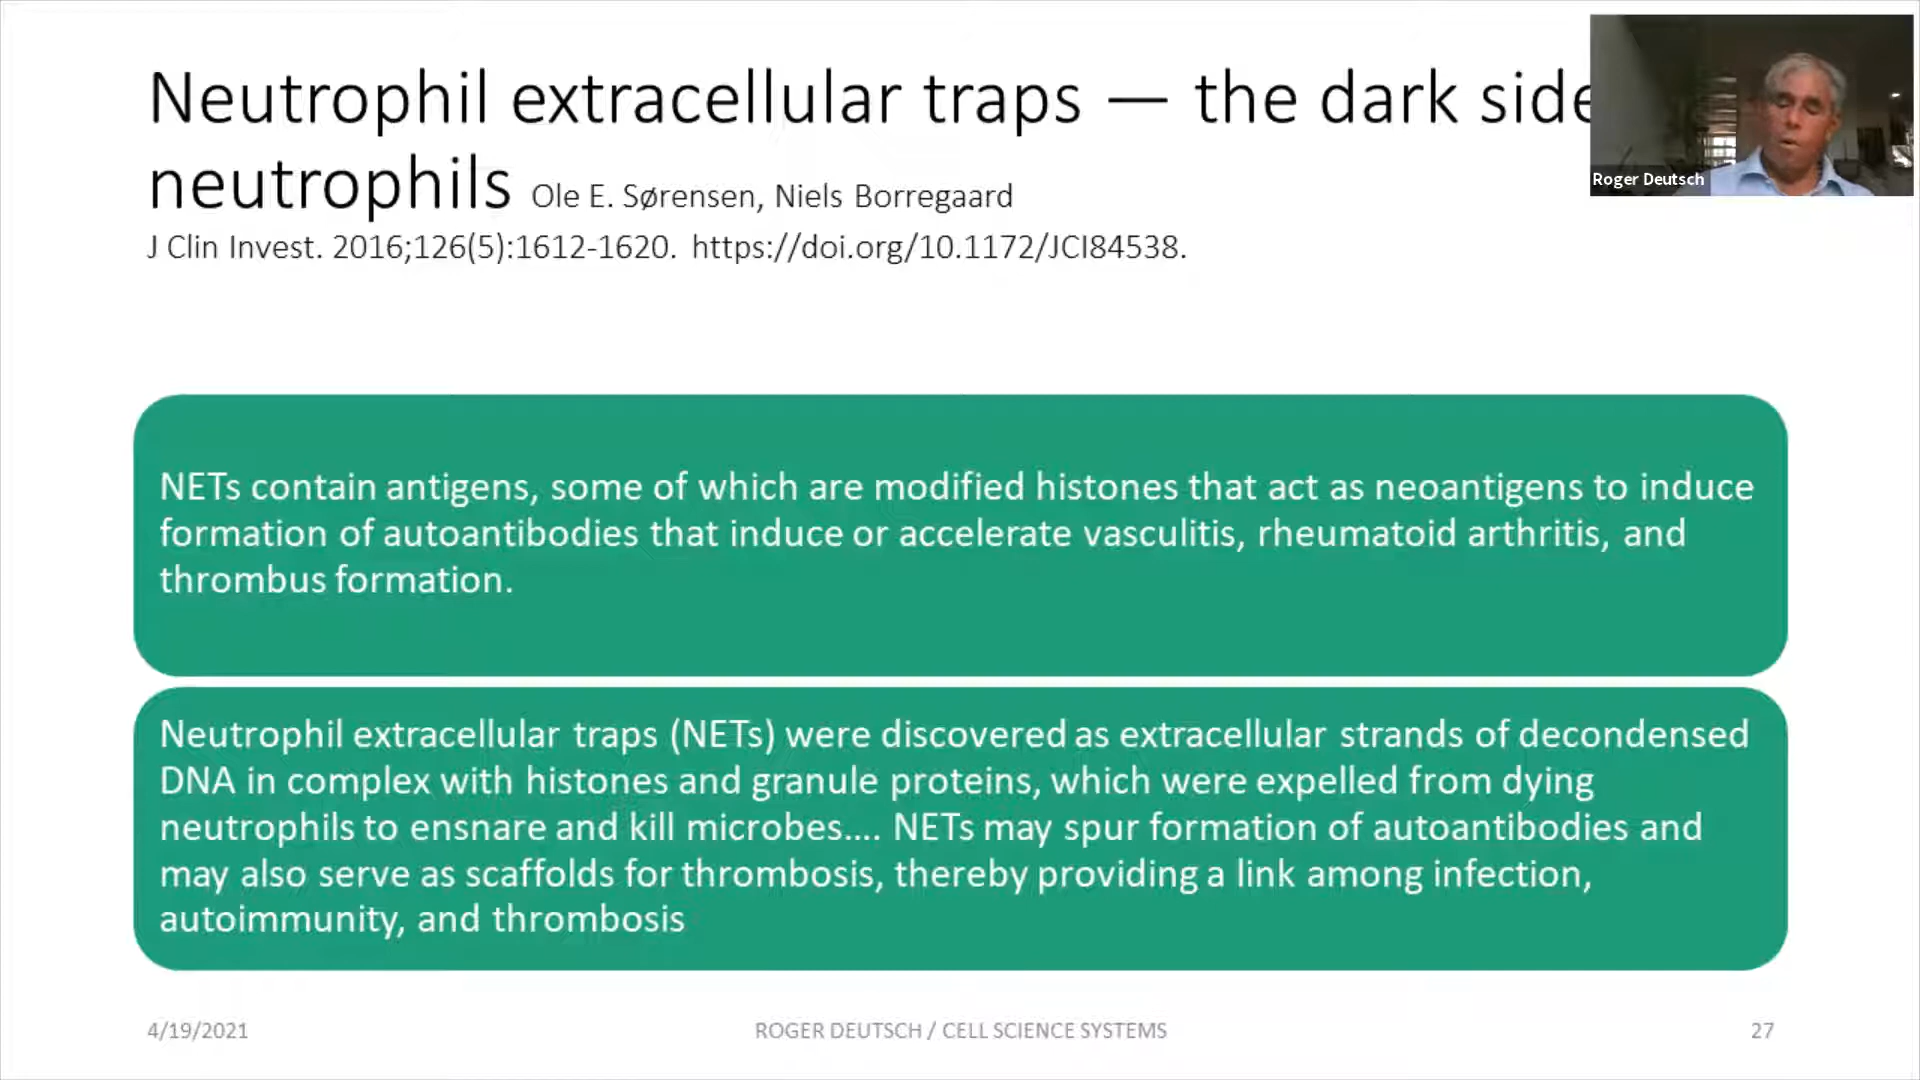 Neutrophil extracellular traps — the dark side
neutrophils Ole E. Sørensen, Niels Borregaard
J Clin Invest. 2016;126(5):1612-1620. https://doi.org/10.1172/JCI84538.
Roger Deutsch
NETs contain antigens, some of which are modified histones that act as neoantigens to induce
formation of autoantibodies that induce or accelerate vasculitis, rheumatoid arthritis, and
thrombus formation.
Neutrophil extracellular traps (NETs) were discovered as extracellular strands of decondensed
DNA in complex with histones and granule proteins, which were expelled from dying
neutrophils to ensnare and kill microbes.... NETs may spur formation of autoantibodies and
may also serve as scaffolds for thrombosis, thereby providing a link among infection,
autoimmunity, and thrombosis
4/19/2021
ROGER DEUTSCH / CELL SCIENCE SYSTEMS
27